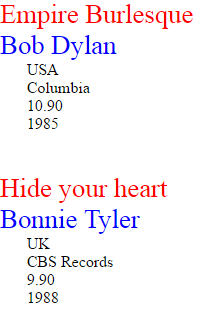 Empire Burlesque
Bob Dylan
USA
Columbia
10.90
1985
Hide your heart
Bonnie Tyler
UK
CBS Records
9.90
1988